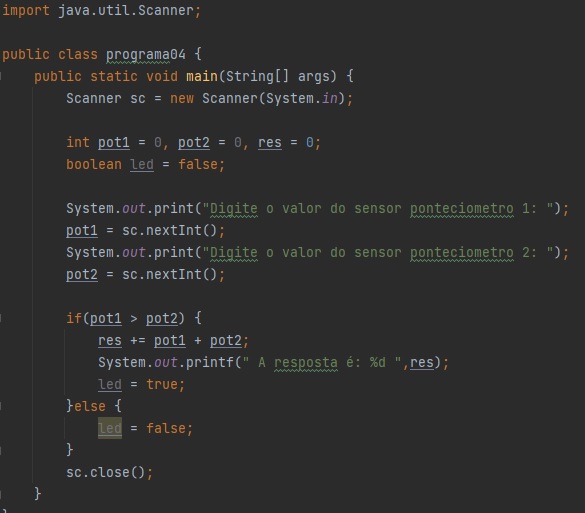 import java.util.Scanner;
public class programa04 {
public static void main(String[] args) {
Scanner sc = new Scanner(System.in);
int pot1 = 0, pot2 = 0, res = 0;
boolean led = false;
System.out.print("Digite o valor do sensor ponteciometro 1: ");
pot1 = sc.nextInt();
System.out.print("Digite o valor do sensor ponteciometro 2: ");
pot2 = sc.nextInt();
if(pot1 > pot2) {
res += pot1 + pot2;
System.out.printf(" A resposta é: %d ",res);
led = true;
}else {
led = false;
}
sc.close();
}
}